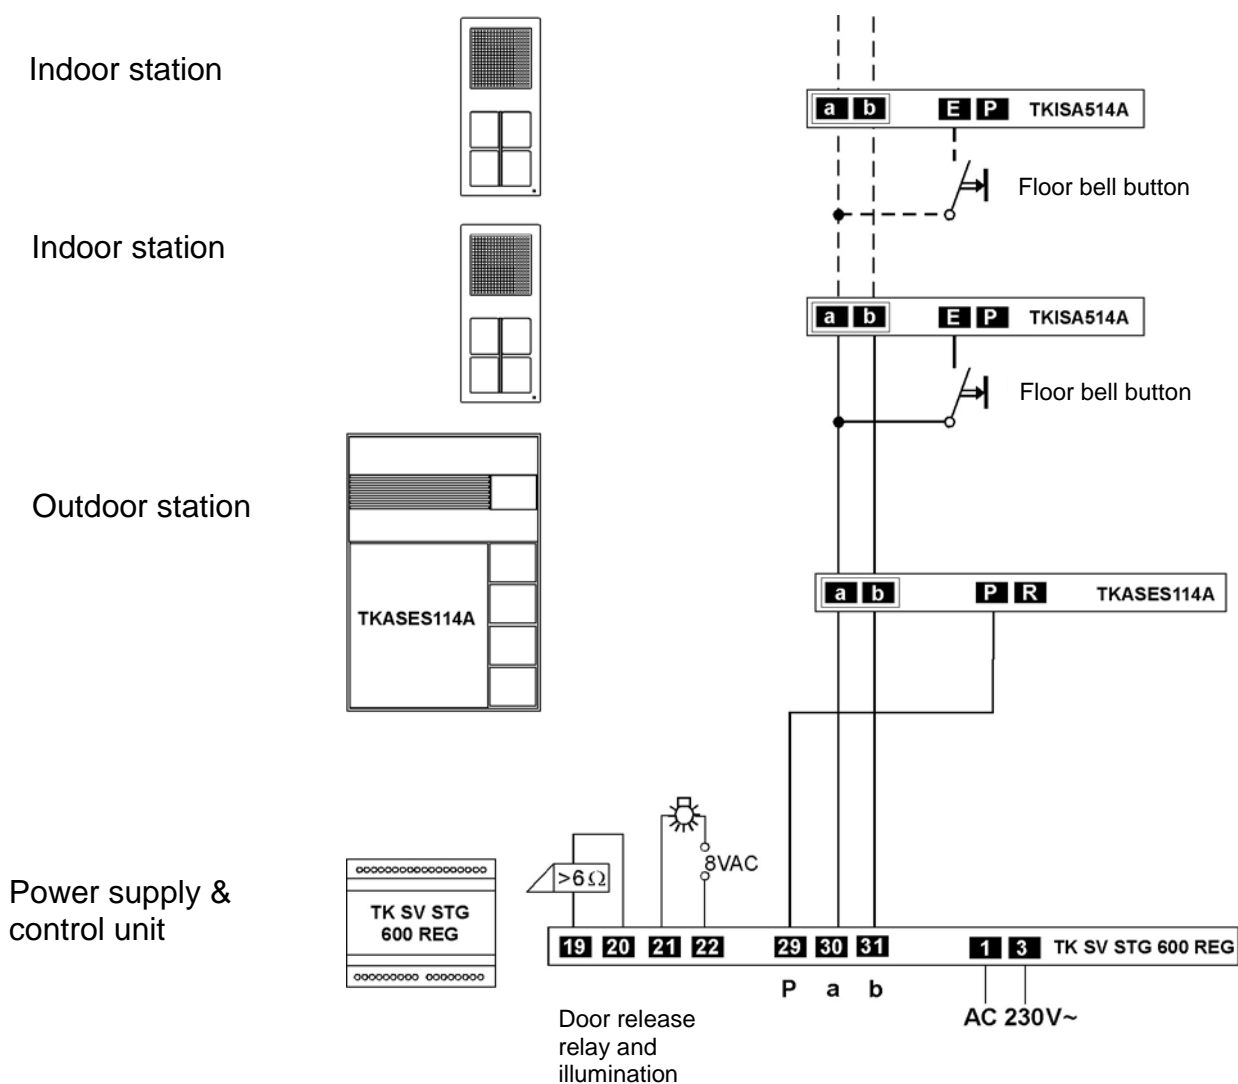 Indoor station
a b E P TKISA514A
Floor bell button
Indoor station
a b E P TKISA514A
Floor bell button
Outdoor station
TKASES114A
a b P R TKASES114A
>6Ω
8VAC
Power supply &
control unit
TK SV STG
600 REG
19 20 21 22 29 30 31 1 3 TK SV STG 600 REG
P a b
AC 230V~
Door release
relay and
illumination